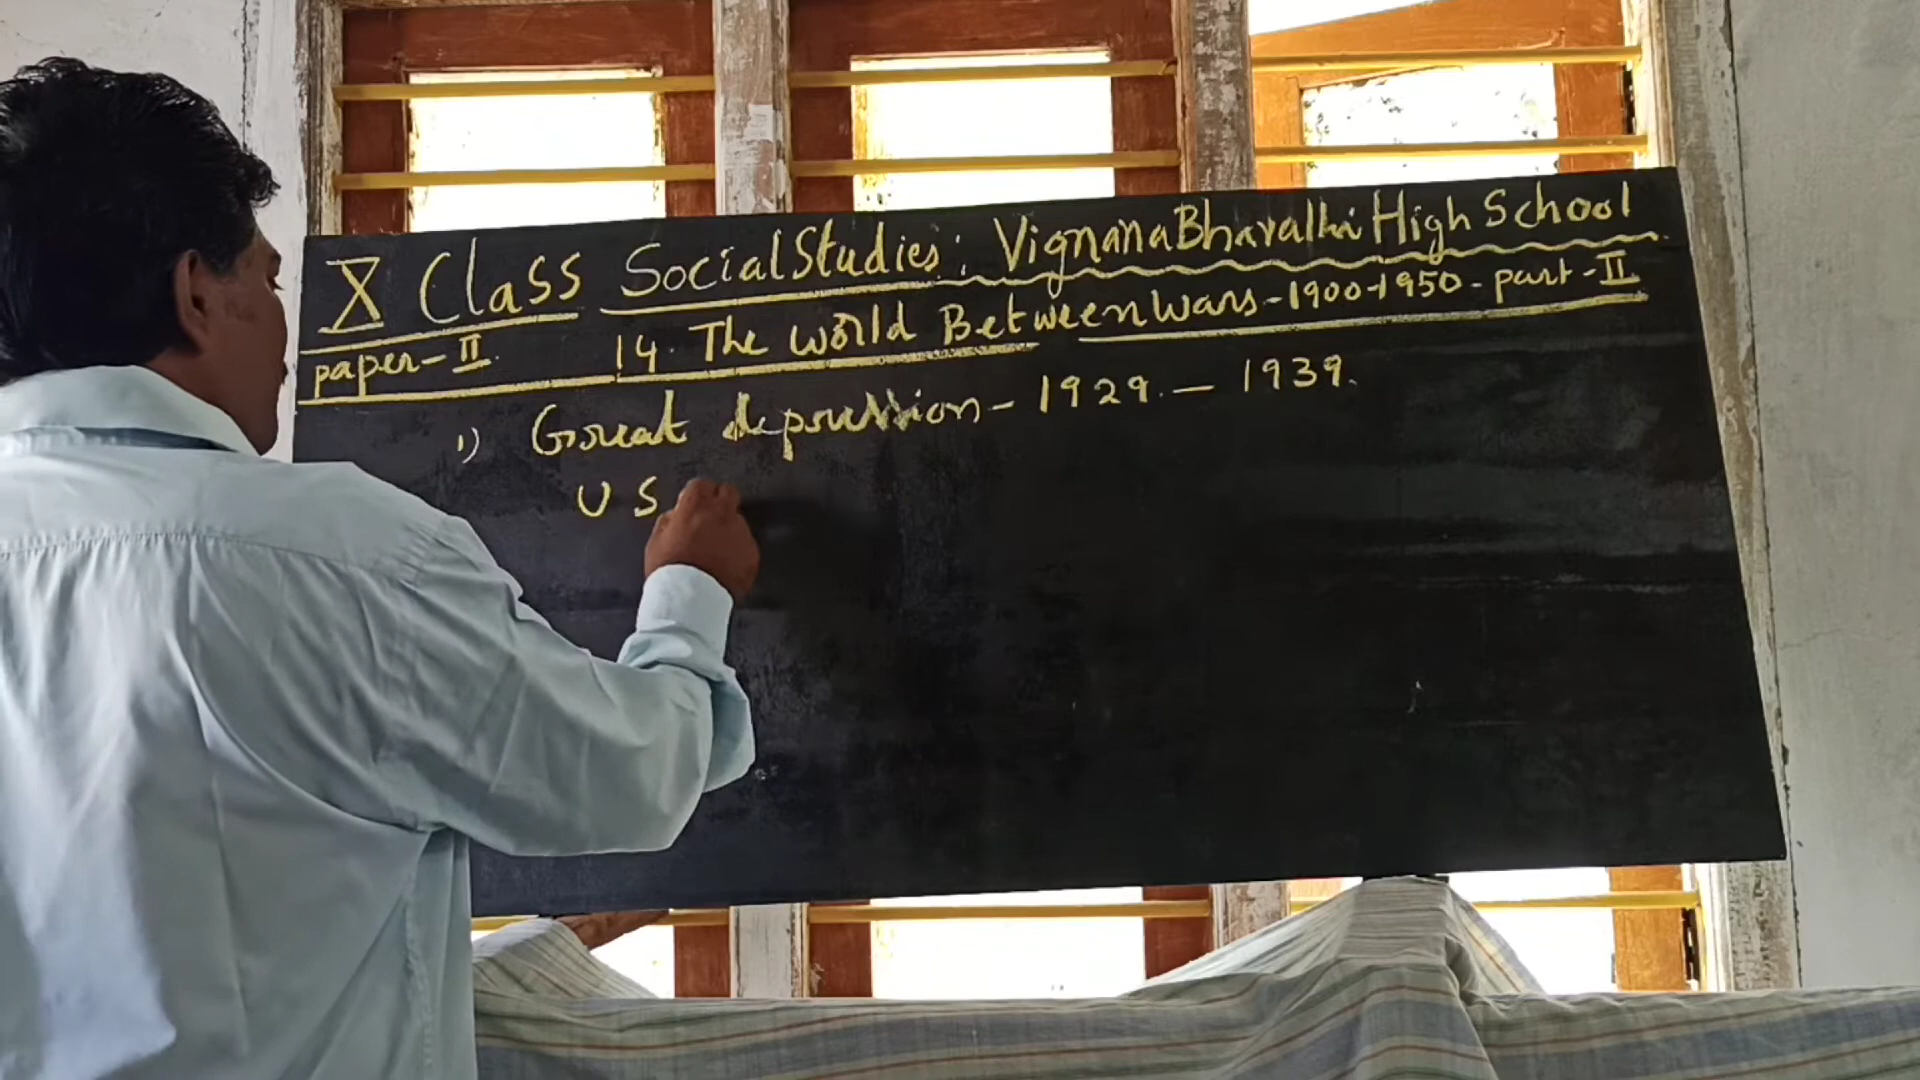 X Class Social Studies: Vignana Bharathi High School
paper-II. 14. The world Between wars-1900-1950-part-II
1) Great depression - 1929. - 1939.
U S